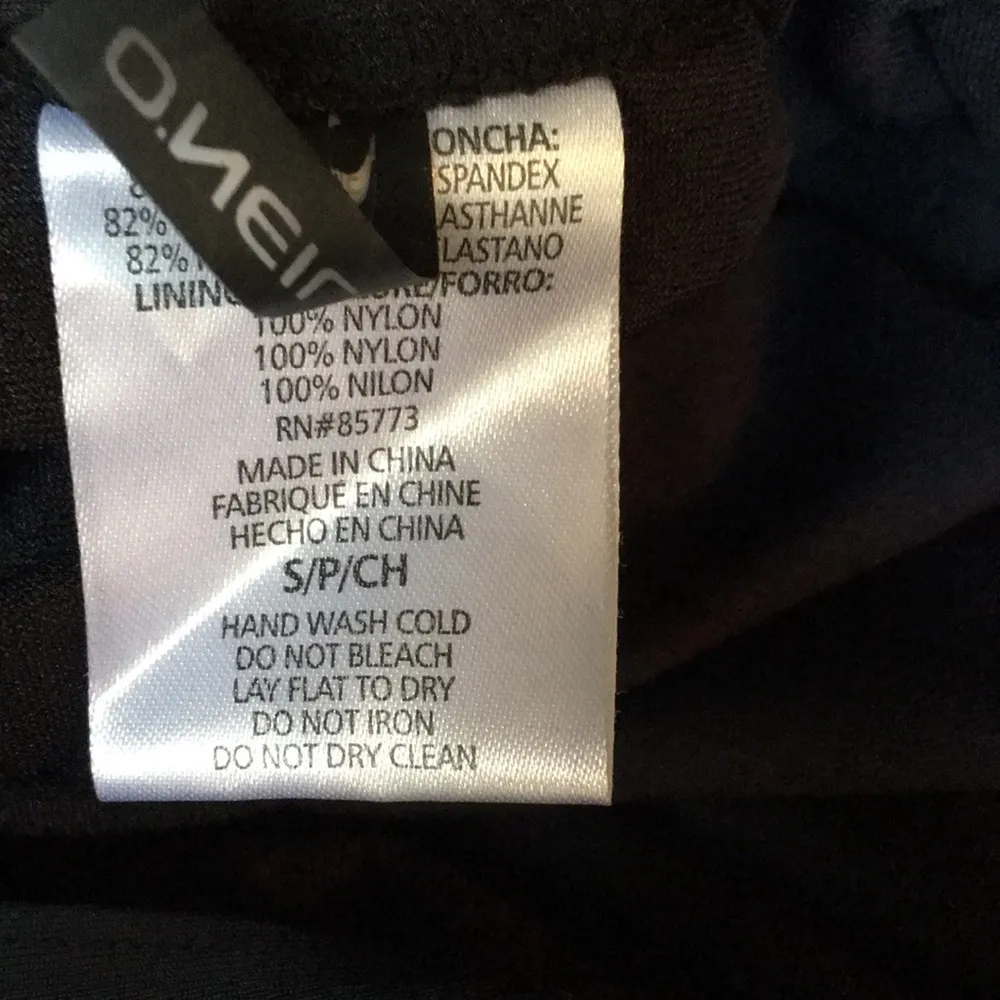 O'NEIL
ONCHA:
SPANDEX
82% ASTHANNE
82% LASTANO
LINING /FORRO:
100% NYLON
100% NYLON
100% NILON
RN#85773
MADE IN CHINA
FABRIQUÉ EN CHINE
HECHO EN CHINA
S/P/CH
HAND WASH COLD
DO NOT BLEACH
LAY FLAT TO DRY
DO NOT IRON
DO NOT DRY CLEAN